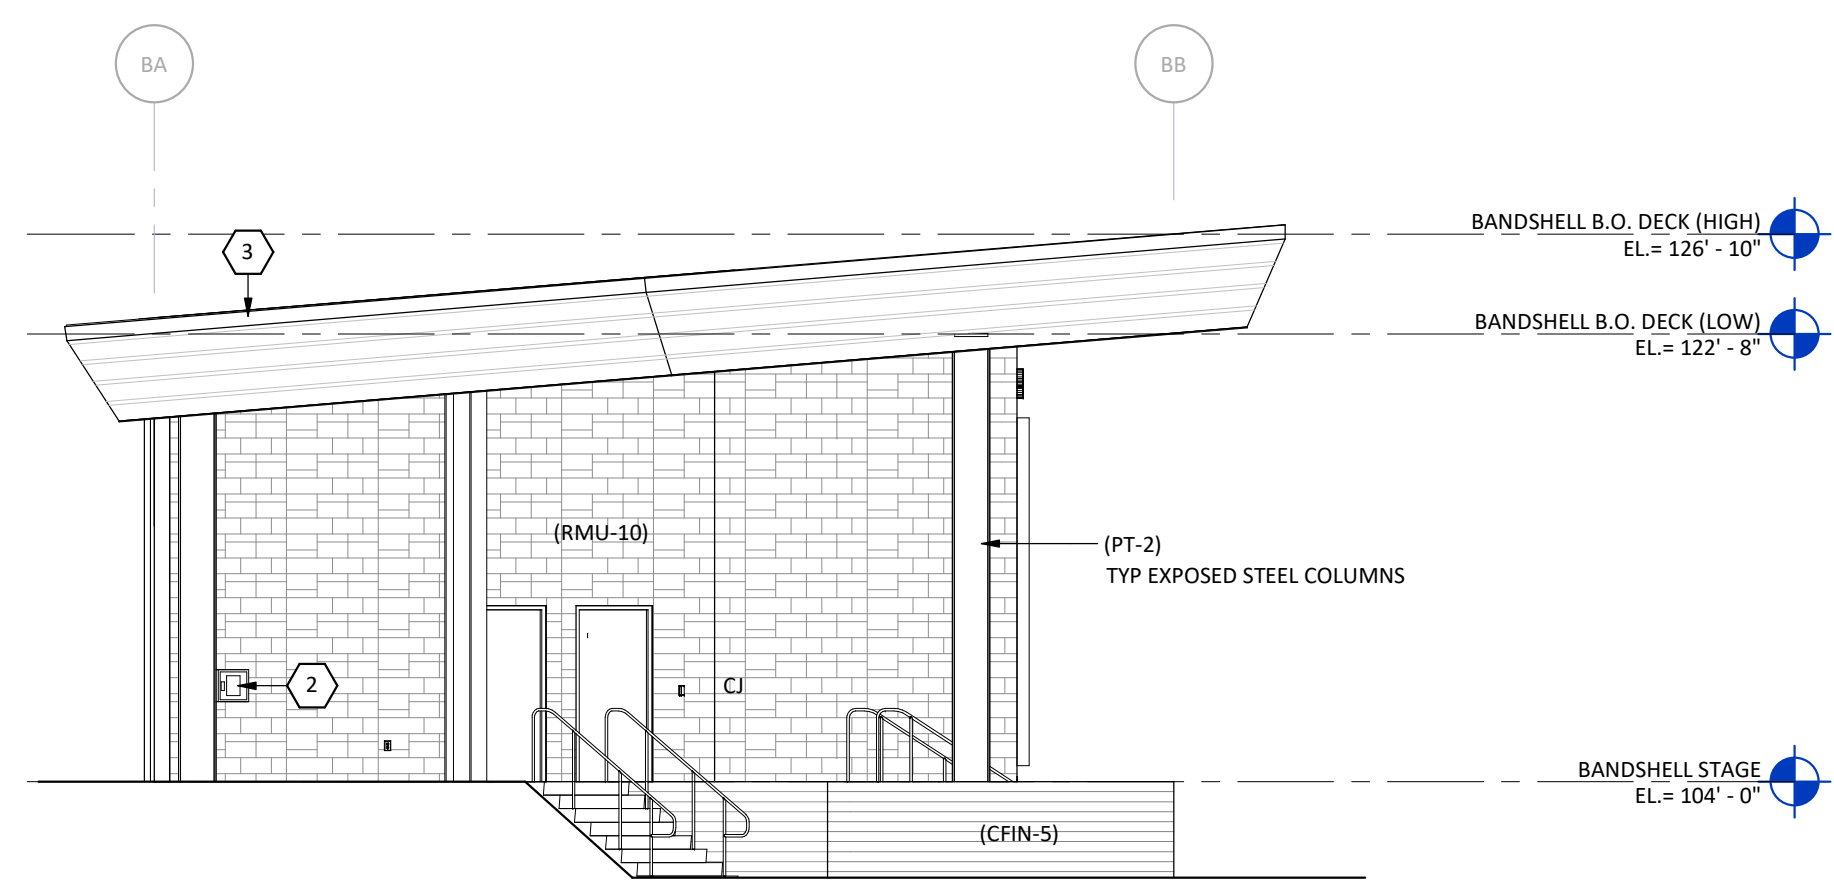 BA
BB
BANDSHELL B.O. DECK (HIGH)
EL.= 126' - 10"
3
BANDSHELL B.O. DECK (LOW)
EL.= 122' - 8"
(RMU-10)
(PT-2)
TYP EXPOSED STEEL COLUMNS
2
CJ
BANDSHELL STAGE
EL.= 104' - 0"
(CFIN-5)